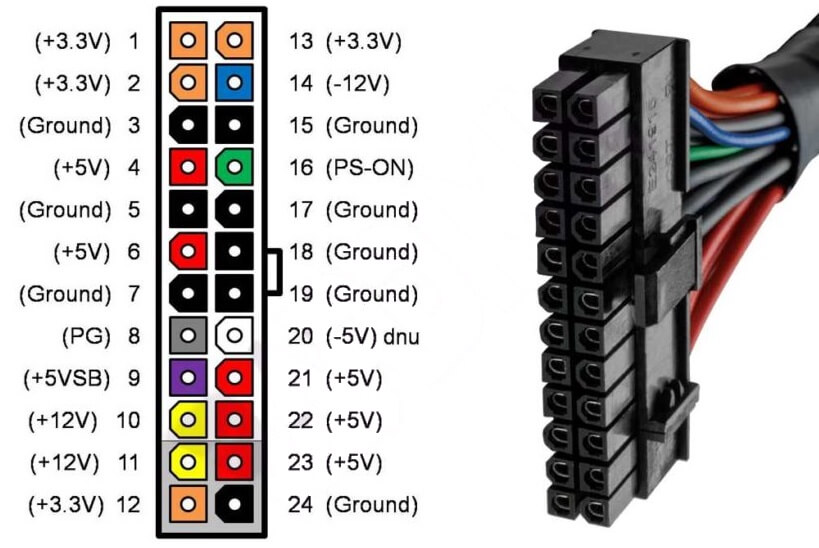 (+3.3V) 1 13 (+3.3V)
(+3.3V) 2 14 (-12V)
(Ground) 3 15 (Ground)
(+5V) 4 16 (PS-ON)
(Ground) 5 17 (Ground)
(+5V) 6 18 (Ground)
(Ground) 7 19 (Ground)
(PG) 8 20 (-5V) dnu
(+5VSB) 9 21 (+5V)
(+12V) 10 22 (+5V)
(+12V) 11 23 (+5V)
(+3.3V) 12 24 (Ground)